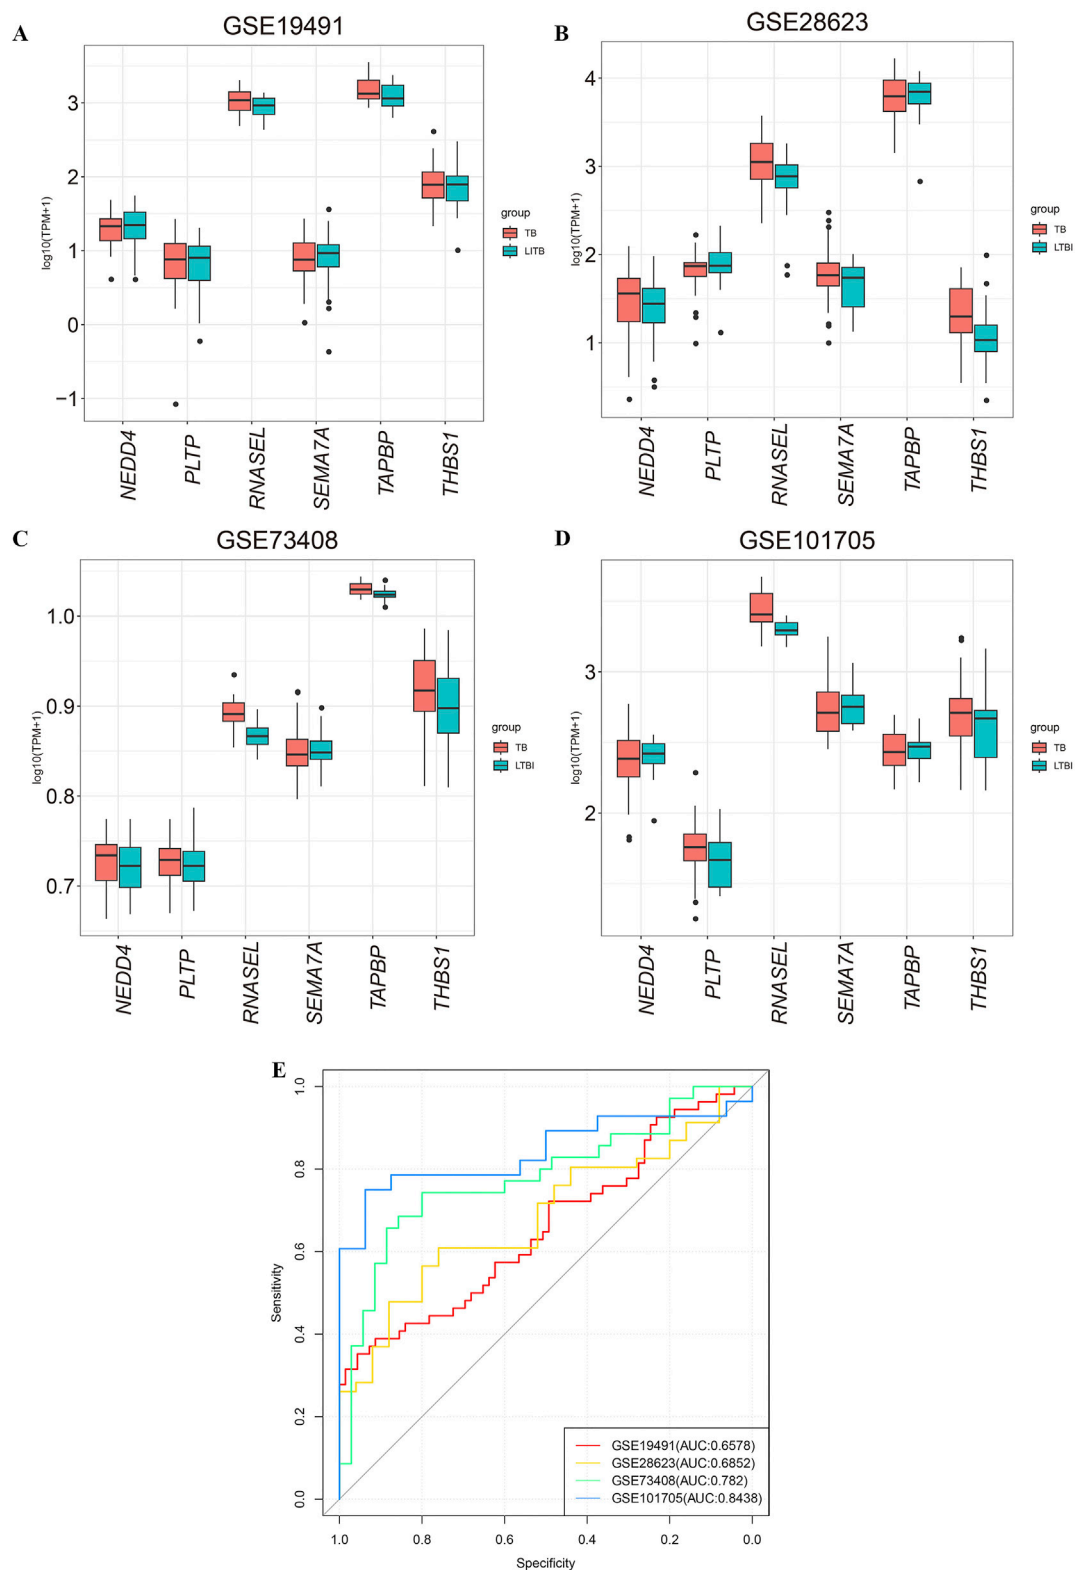 A
GSE19491
log10(TPM+1)
3
2
1
0
−1
NEDD4
PLTP
RNASEL
SEMA7A
TAPBP
THBS1
group
TB
LITB
B
GSE28623
log10(TPM+1)
4
3
2
1
NEDD4
PLTP
RNASEL
SEMA7A
TAPBP
THBS1
group
TB
LTBI
C
GSE73408
log10(TPM+1)
1.0
0.9
0.8
0.7
NEDD4
PLTP
RNASEL
SEMA7A
TAPBP
THBS1
group
TB
LTBI
D
GSE101705
log10(TPM+1)
3
2
NEDD4
PLTP
RNASEL
SEMA7A
TAPBP
THBS1
group
TB
LTBI
E
Sensitivity
1.0
0.8
0.6
0.4
0.2
0.0
GSE19491(AUC:0.6578)
GSE28623(AUC:0.6852)
GSE73408(AUC:0.782)
GSE101705(AUC:0.8438)
1.0 0.8 0.6 0.4 0.2 0.0
Specificity